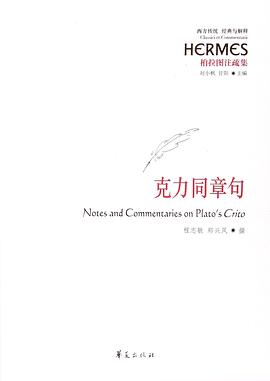 西方传统 经典与解释
Classici et Commentarii
HERMES
柏拉图注疏集
刘小枫 甘阳 ● 主编
克力同章句
Notes and Commentaries on Plato's Crito
程志敏 郑兴凤 ● 撰
华夏出版社